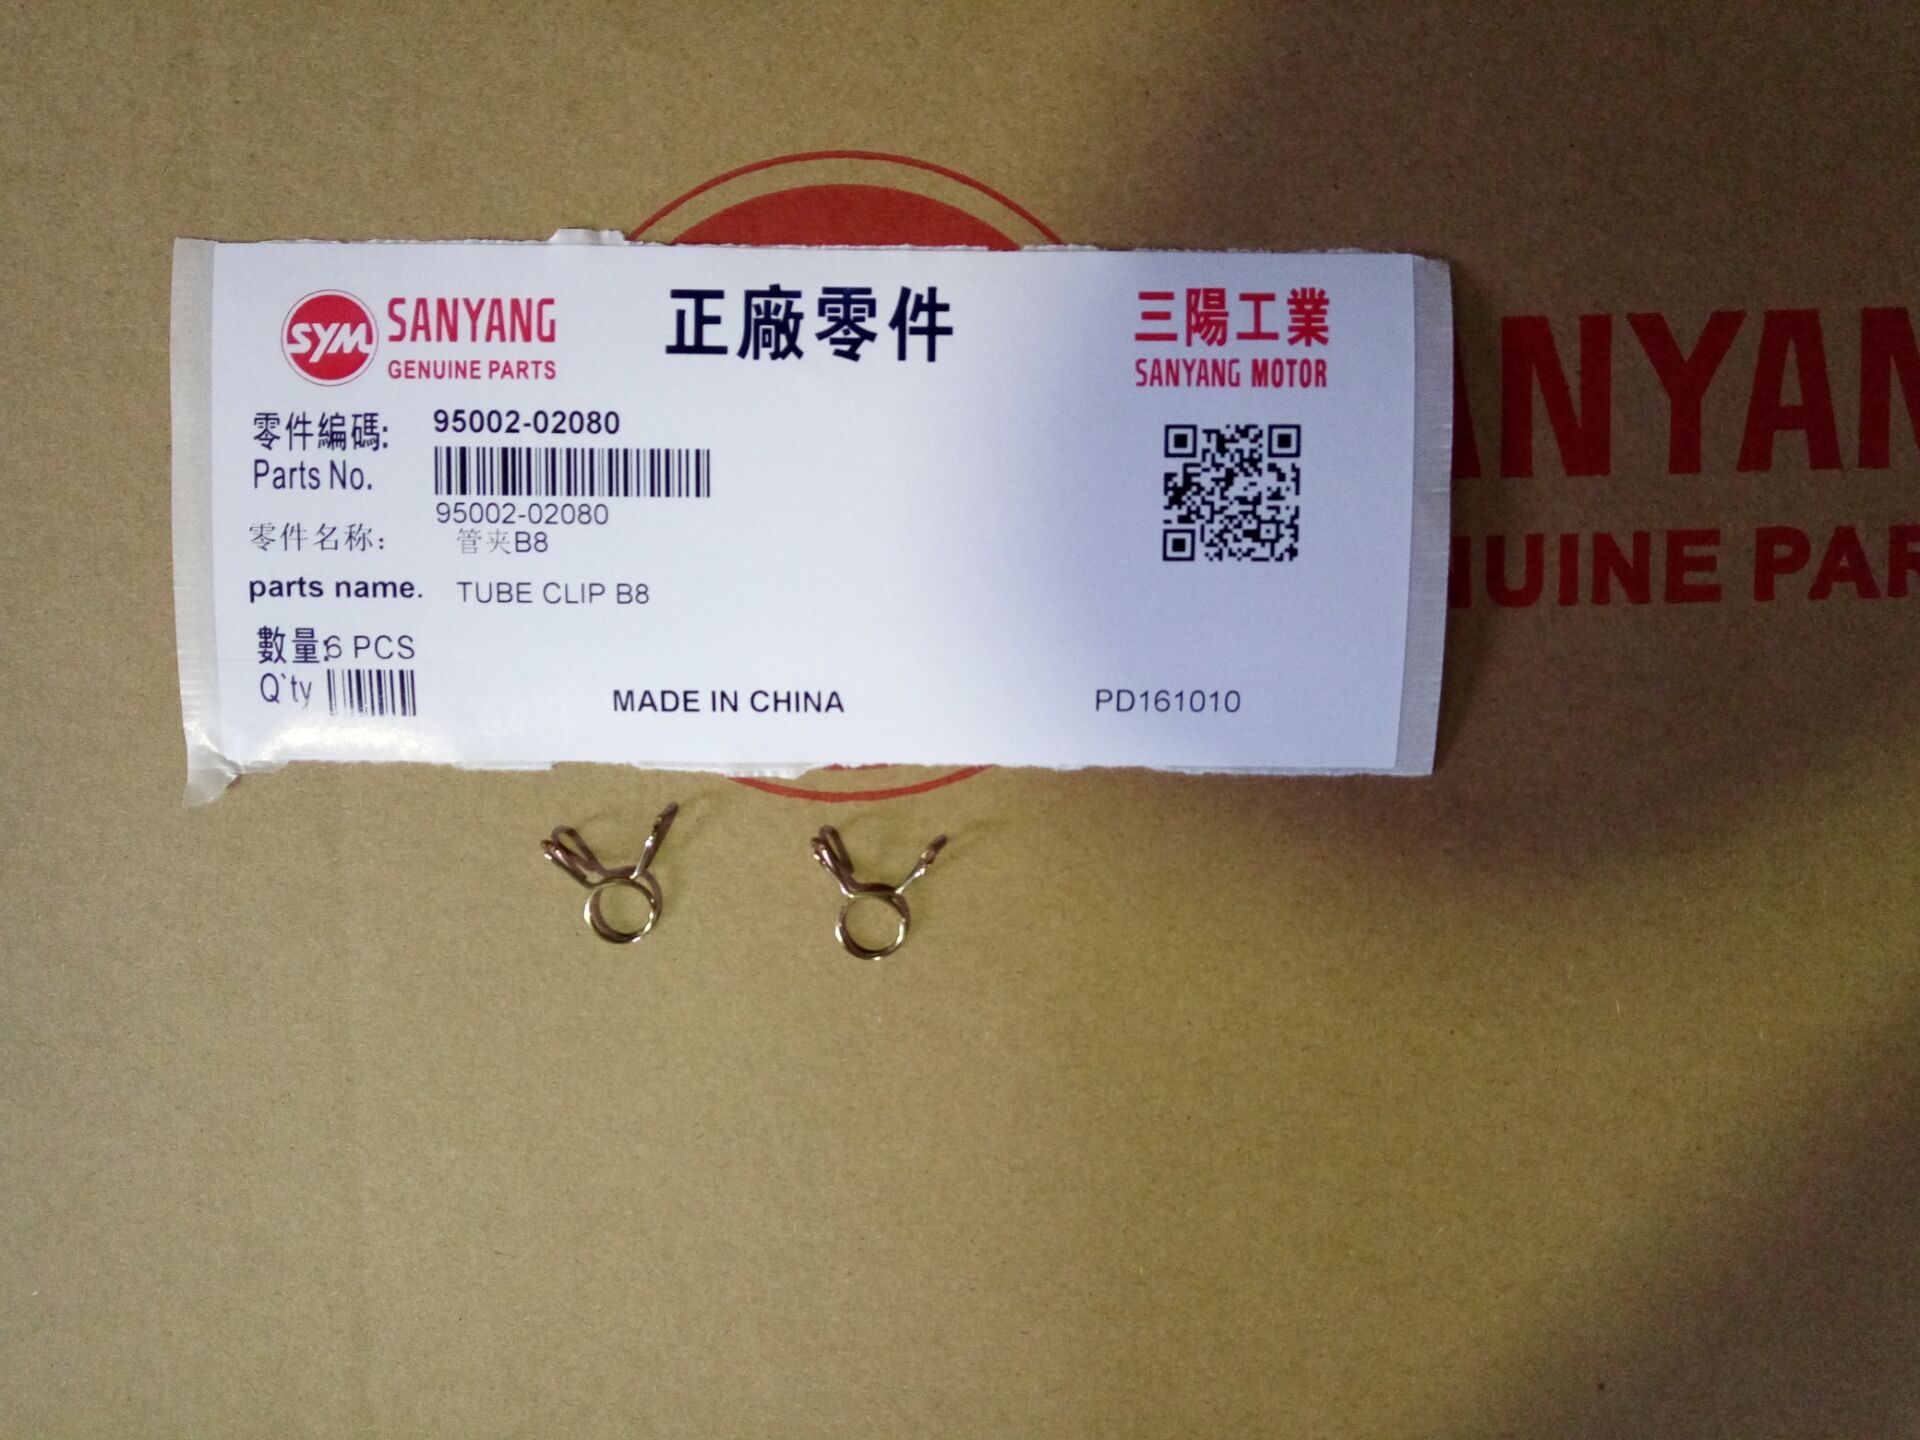 SYM SANYANG
GENUINE PARTS
正廠零件
三陽工業
SANYANG MOTOR
零件編碼: 95002-02080
Parts No.
95002-02080
零件名称： 管夹B8
parts name. TUBE CLIP B8
數量:6 PCS
Q`ty
MADE IN CHINA
PD161010
ANYAN
NUINE PAR